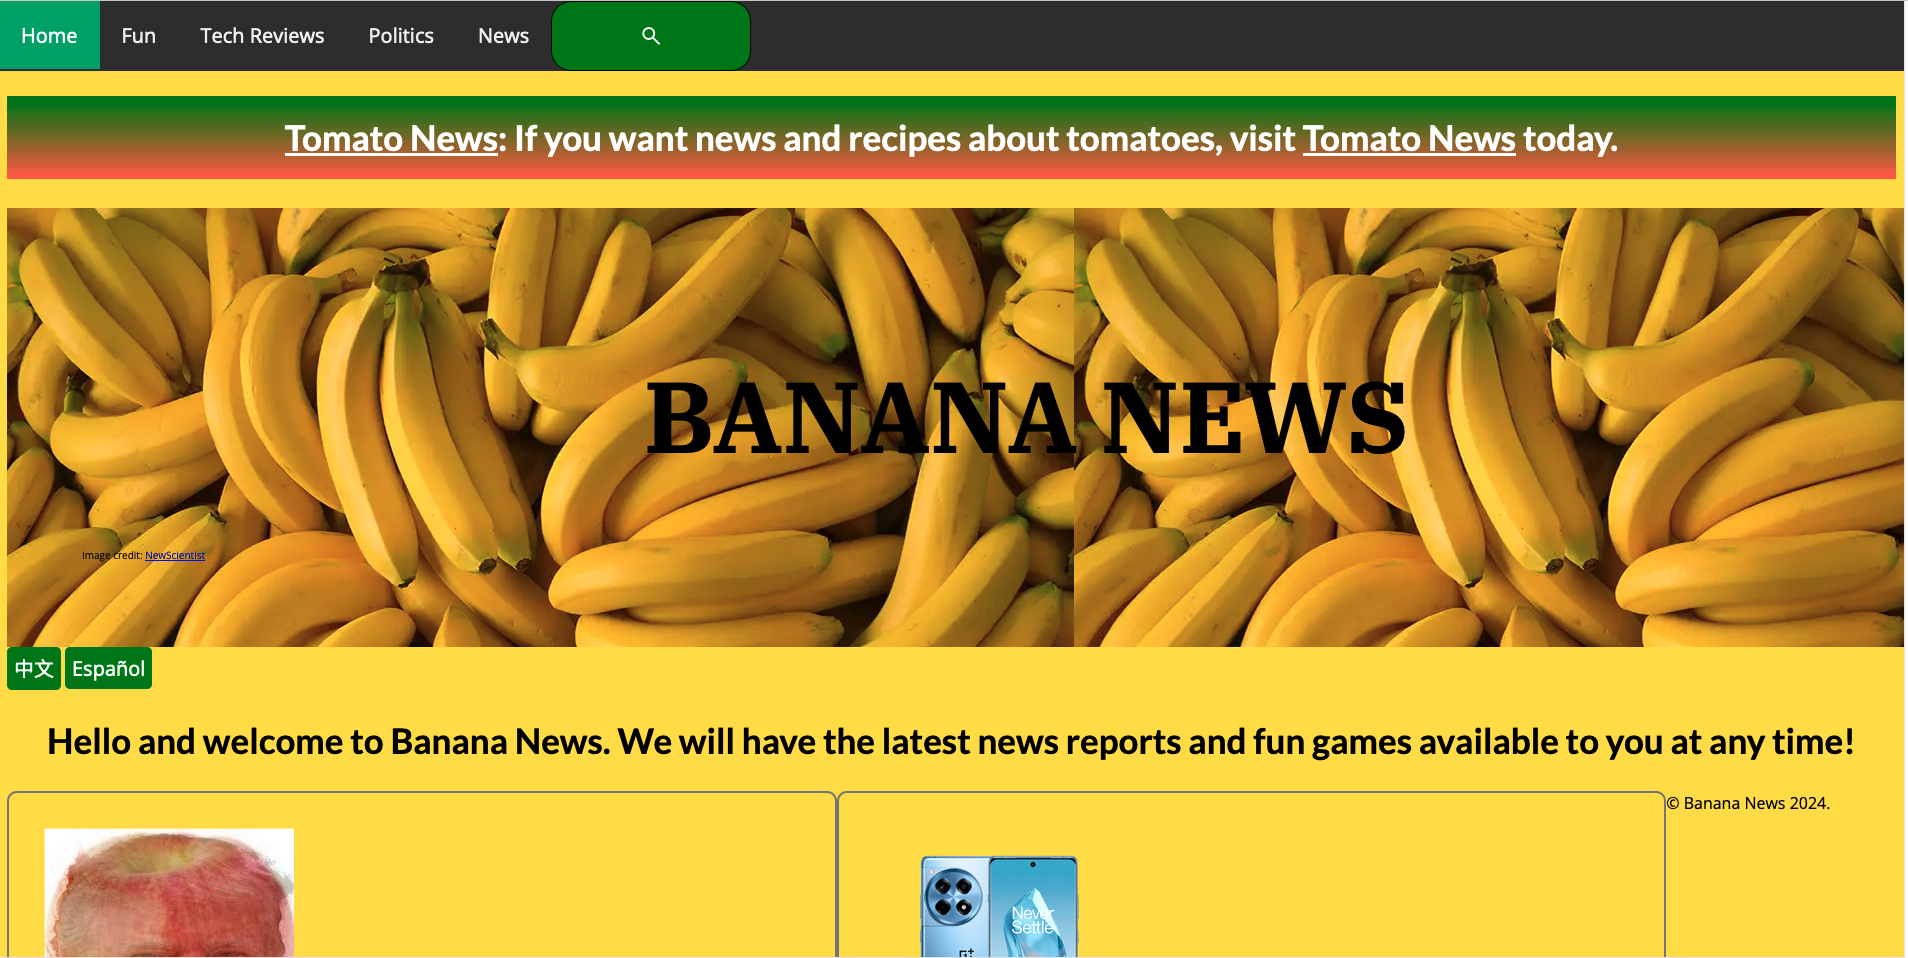 Home Fun Tech Reviews Politics News
Tomato News: If you want news and recipes about tomatoes, visit Tomato News today.
BANANA NEWS
Image credit: NewScientist
中文 Español
Hello and welcome to Banana News. We will have the latest news reports and fun games available to you at any time!
© Banana News 2024.
Never
Settle